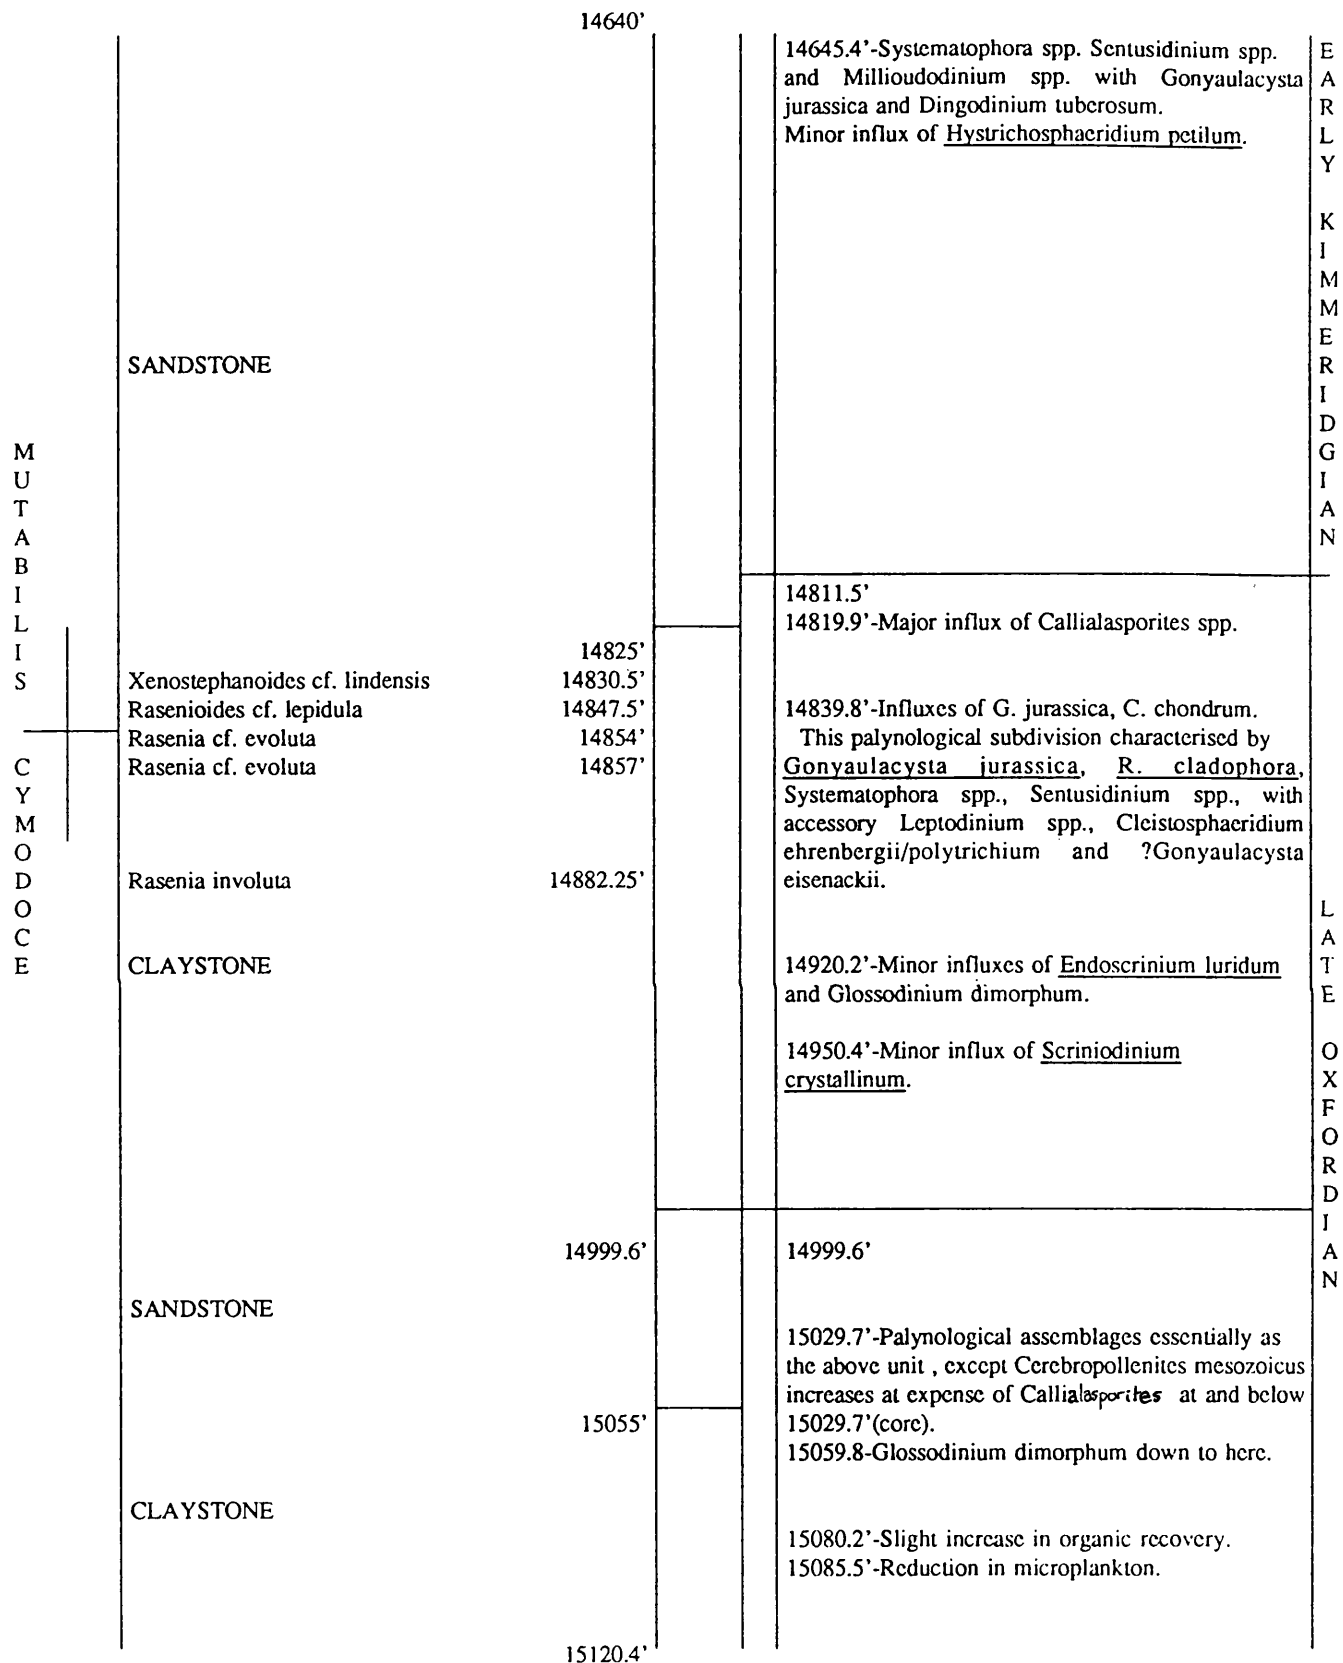 14640'
14645.4'-Systematophora spp. Sentusidinium spp.
and Millioudodinium spp. with Gonyaulacysta
jurassica and Dingodinium tuberosum.
Minor influx of Hystrichosphaeridium petilum.
EARLY KIMMERIDGIAN
SANDSTONE
MUTABILIS
14811.5'
14819.9'-Major influx of Callialasporites spp.
14825'
Xenostephanoides cf. lindensis 14830.5'
Rasenioides cf. lepidula 14847.5'
Rasenia cf. evoluta 14854'
Rasenia cf. evoluta 14857'
14839.8'-Influxes of G. jurassica, C. chondrum.
This palynological subdivision characterised by
Gonyaulacysta jurassica, R. cladophora,
Systematophora spp., Sentusidinium spp., with
accessory Leptodinium spp., Cleistosphaeridium
ehrenbergii/polytrichium and ?Gonyaulacysta
eisenackii.
CYMODOCE
Rasenia involuta 14882.25'
CLAYSTONE
14920.2'-Minor influxes of Endoscrinium luridum
and Glossodinium dimorphum.
14950.4'-Minor influx of Scriniodinium
crystallinum.
LATE OXFORDIAN
14999.6' 14999.6'
SANDSTONE
15029.7'-Palynological assemblages essentially as
the above unit , except Cerebropollenites mesozoicus
increases at expense of Callialasporites at and below
15029.7'(core).
15055'
15059.8-Glossodinium dimorphum down to here.
CLAYSTONE
15080.2'-Slight increase in organic recovery.
15085.5'-Reduction in microplankton.
15120.4'